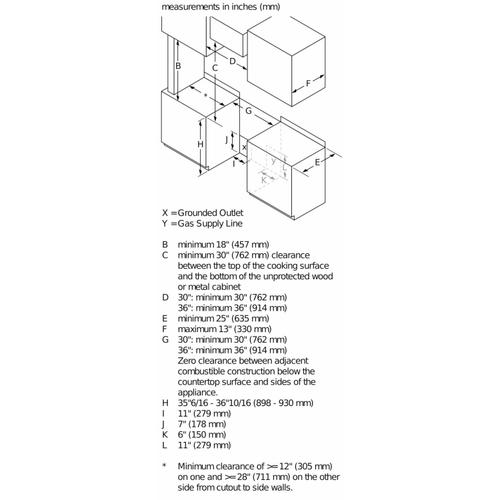 measurements in inches (mm)
B
C
D
F
*
G
H
J
X
I
Y
L
K
E
X = Grounded Outlet
Y = Gas Supply Line
B minimum 18" (457 mm)
C minimum 30" (762 mm) clearance
between the top of the cooking surface
and the bottom of the unprotected wood
or metal cabinet
D 30": minimum 30" (762 mm)
36": minimum 36" (914 mm)
E minimum 25" (635 mm)
F maximum 13" (330 mm)
G 30": minimum 30" (762 mm)
36": minimum 36" (914 mm)
Zero clearance between adjacent
combustible construction below the
countertop surface and sides of the
appliance.
H 35"6/16 - 36"10/16 (898 - 930 mm)
I 11" (279 mm)
J 7" (178 mm)
K 6" (150 mm)
L 11" (279 mm)
* Minimum clearance of >= 12" (305 mm)
on one and >= 28" (711 mm) on the other
side from cutout to side walls.